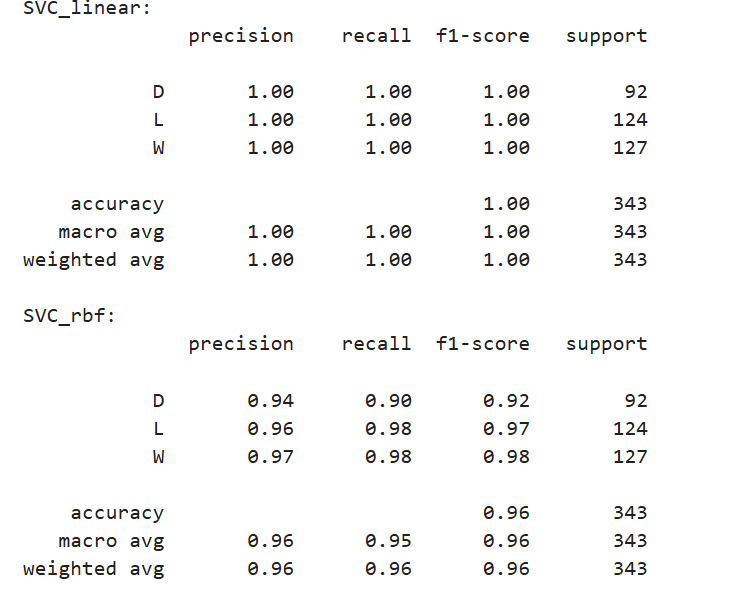 SVC_linear:
precision recall f1-score support
D 1.00 1.00 1.00 92
L 1.00 1.00 1.00 124
W 1.00 1.00 1.00 127
accuracy 1.00 343
macro avg 1.00 1.00 1.00 343
weighted avg 1.00 1.00 1.00 343
SVC_rbf:
precision recall f1-score support
D 0.94 0.90 0.92 92
L 0.96 0.98 0.97 124
W 0.97 0.98 0.98 127
accuracy 0.96 343
macro avg 0.96 0.95 0.96 343
weighted avg 0.96 0.96 0.96 343